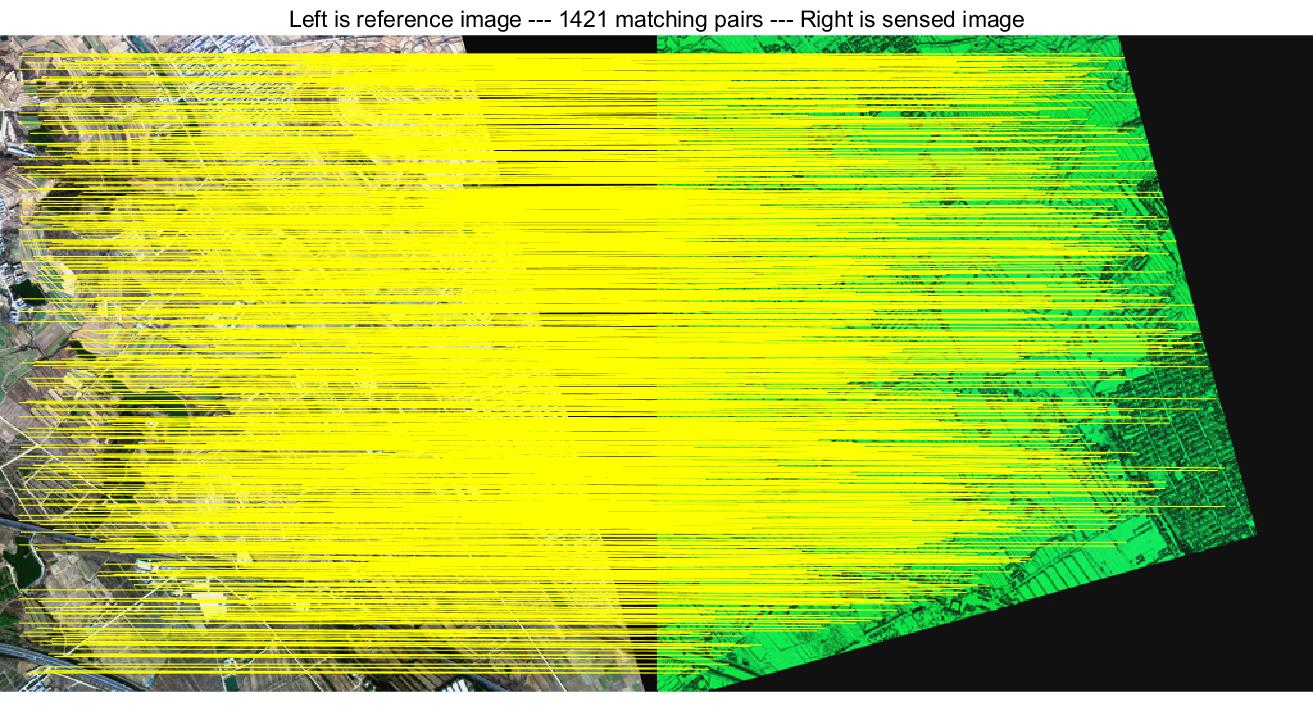 Left is reference image --- 1421 matching pairs --- Right is sensed image